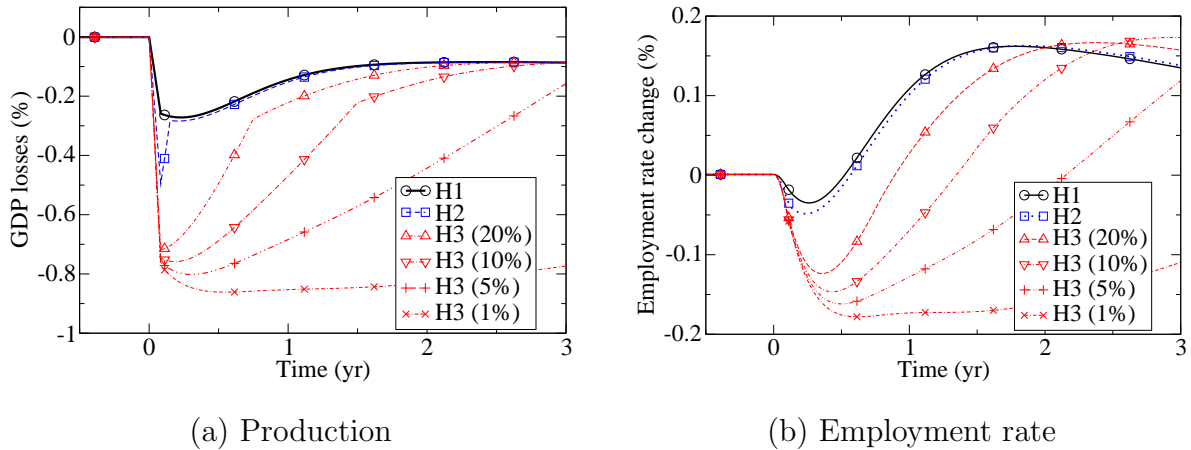 0
-0.2
-0.4
-0.6
-0.8
-1
GDP losses (%)
0
1
2
3
Time (yr)
H1
H2
H3 (20%)
H3 (10%)
H3 (5%)
H3 (1%)
(a) Production
0.2
0.1
0
-0.1
-0.2
Employment rate change (%)
0
1
2
3
Time (yr)
H1
H2
H3 (20%)
H3 (10%)
H3 (5%)
H3 (1%)
(b) Employment rate